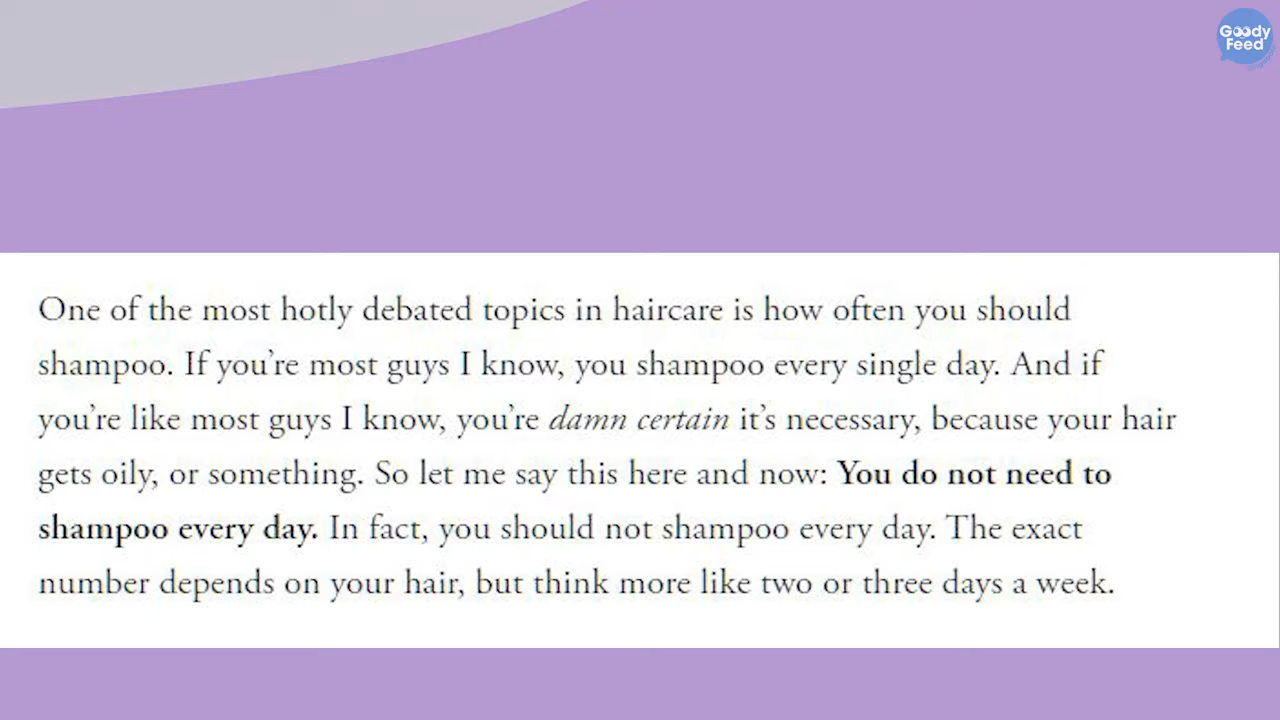 Goody
Feed
One of the most hotly debated topics in haircare is how often you should
shampoo. If you’re most guys I know, you shampoo every single day. And if
you’re like most guys I know, you’re damn certain it’s necessary, because your hair
gets oily, or something. So let me say this here and now: You do not need to
shampoo every day. In fact, you should not shampoo every day. The exact
number depends on your hair, but think more like two or three days a week.